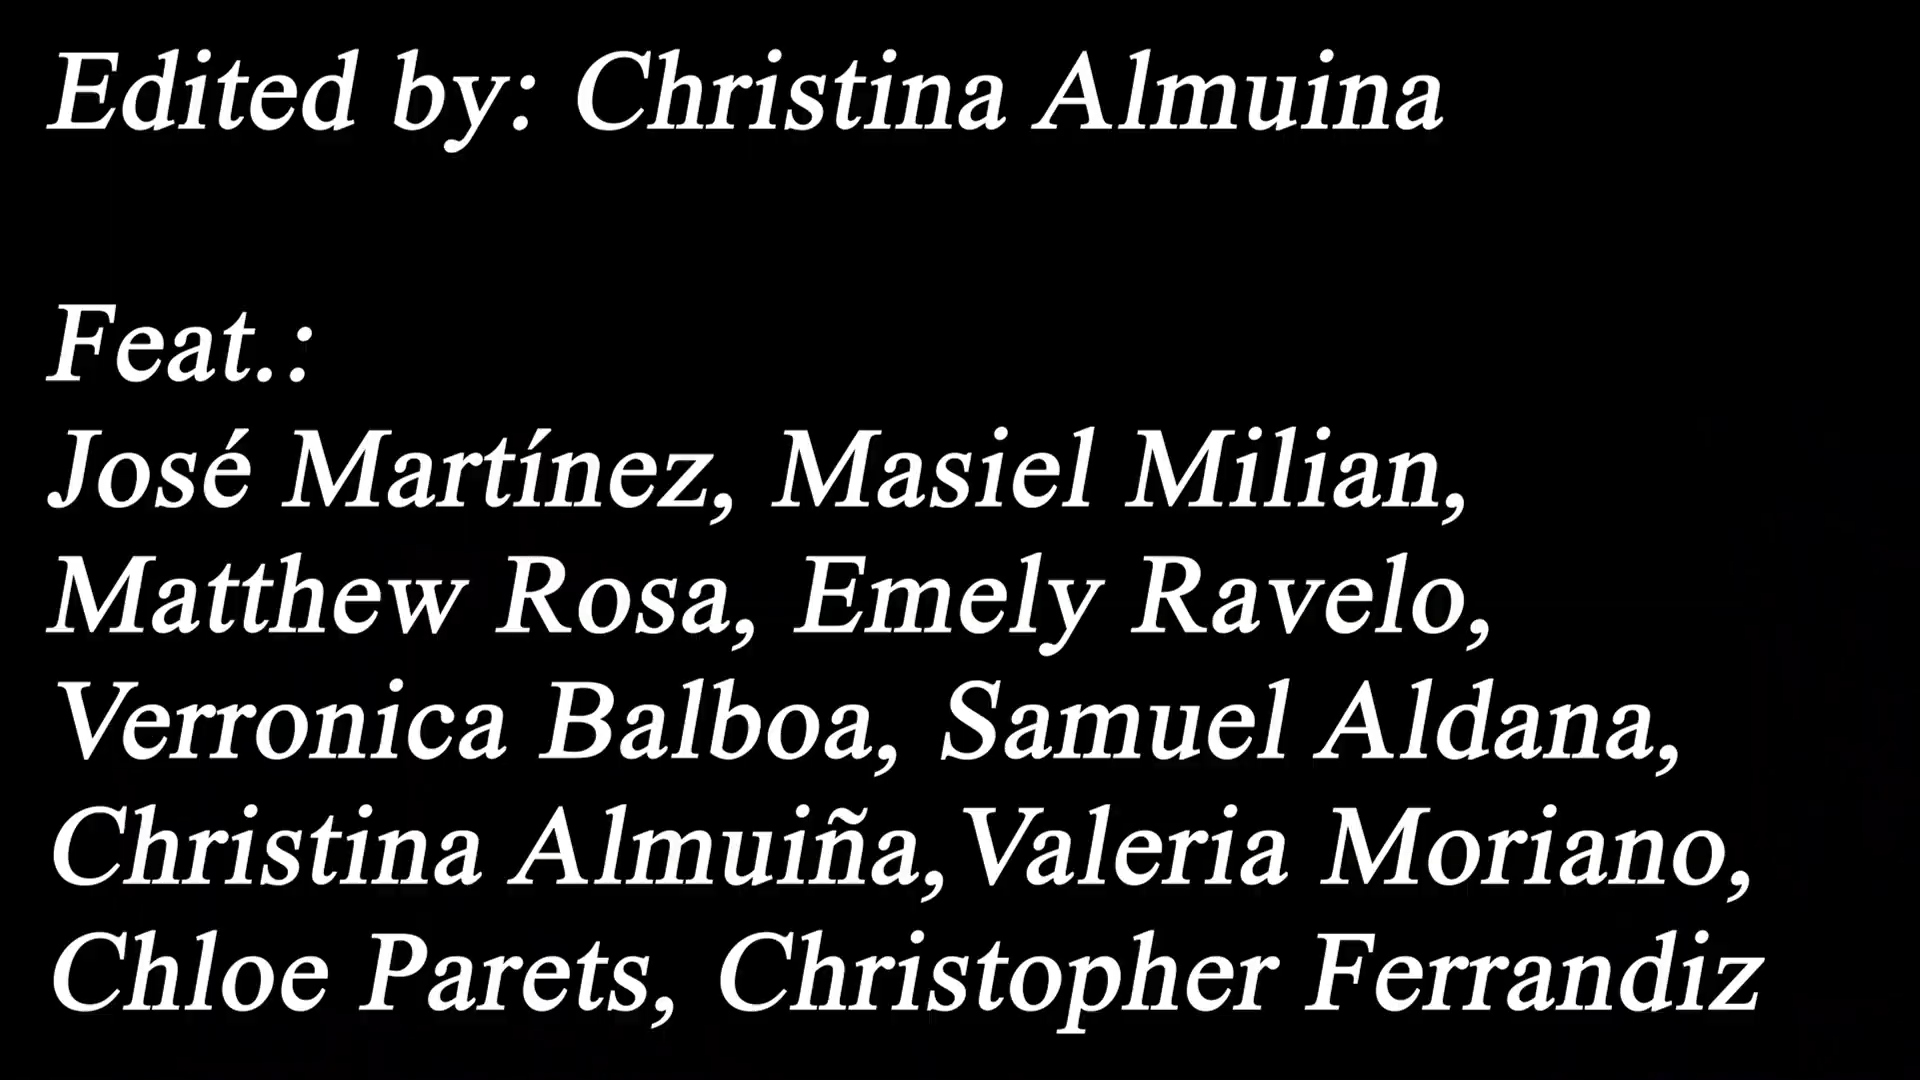 Edited by: Christina Almuina
Feat.:
José Martínez, Masiel Milian,
Matthew Rosa, Emely Ravelo,
Verronica Balboa, Samuel Aldana,
Christina Almuiña, Valeria Moriano,
Chloe Parets, Christopher Ferrandiz